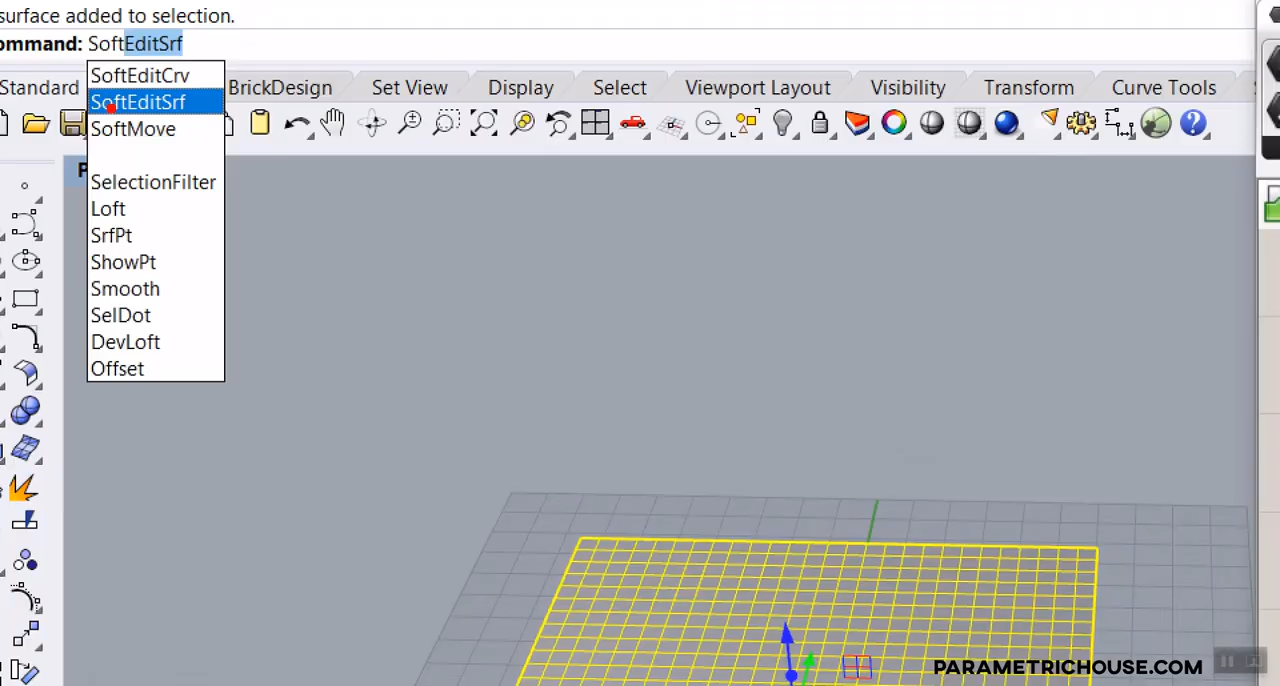 surface added to selection.
ommand: SoftEditSrf
SoftEditCrv
SoftEditSrf
SoftMove
SelectionFilter
Loft
SrfPt
ShowPt
Smooth
SelDot
DevLoft
Offset
Standard BrickDesign Set View Display Select Viewport Layout Visibility Transform Curve Tools
P
PARAMETRICHOUSE.COM